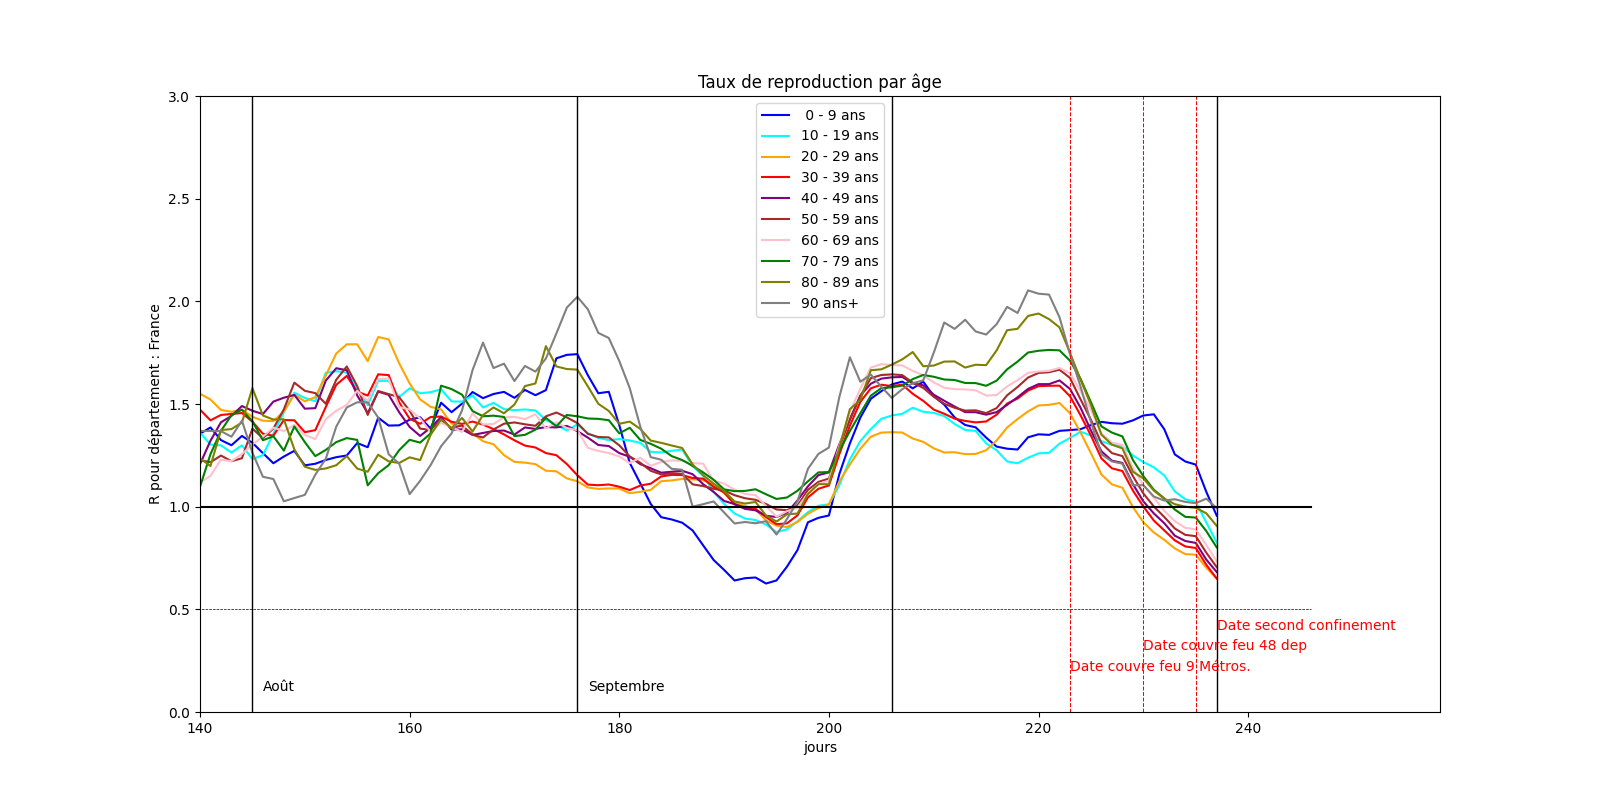 Taux de reproduction par âge
3.0
2.5
2.0
1.5
1.0
0.5
0.0
R pour département : France
0 - 9 ans
10 - 19 ans
20 - 29 ans
30 - 39 ans
40 - 49 ans
50 - 59 ans
60 - 69 ans
70 - 79 ans
80 - 89 ans
90 ans+
Date second confinement
Date couvre feu 48 dep
Date couvre feu 9 Métros.
Août
Septembre
140
160
180
200
220
240
jours